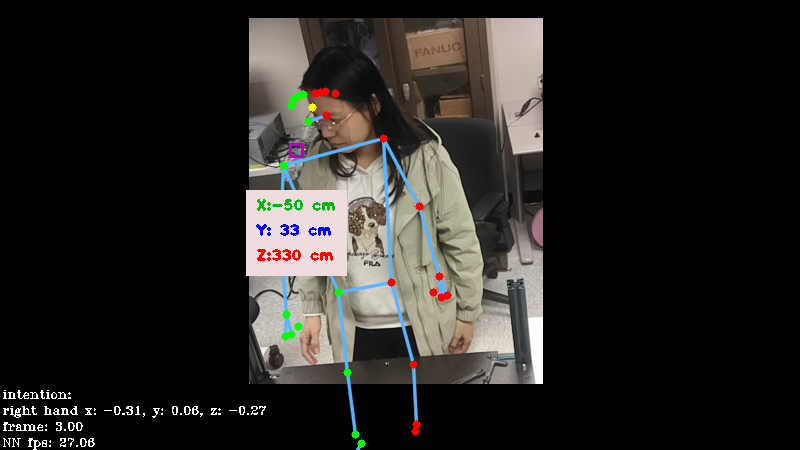 FANUC
X:-50 cm
Y: 33 cm
Z:330 cm
FILA
intention:
right hand x: -0.31, y: 0.06, z: -0.27
frame: 3.00
NN fps: 27.06